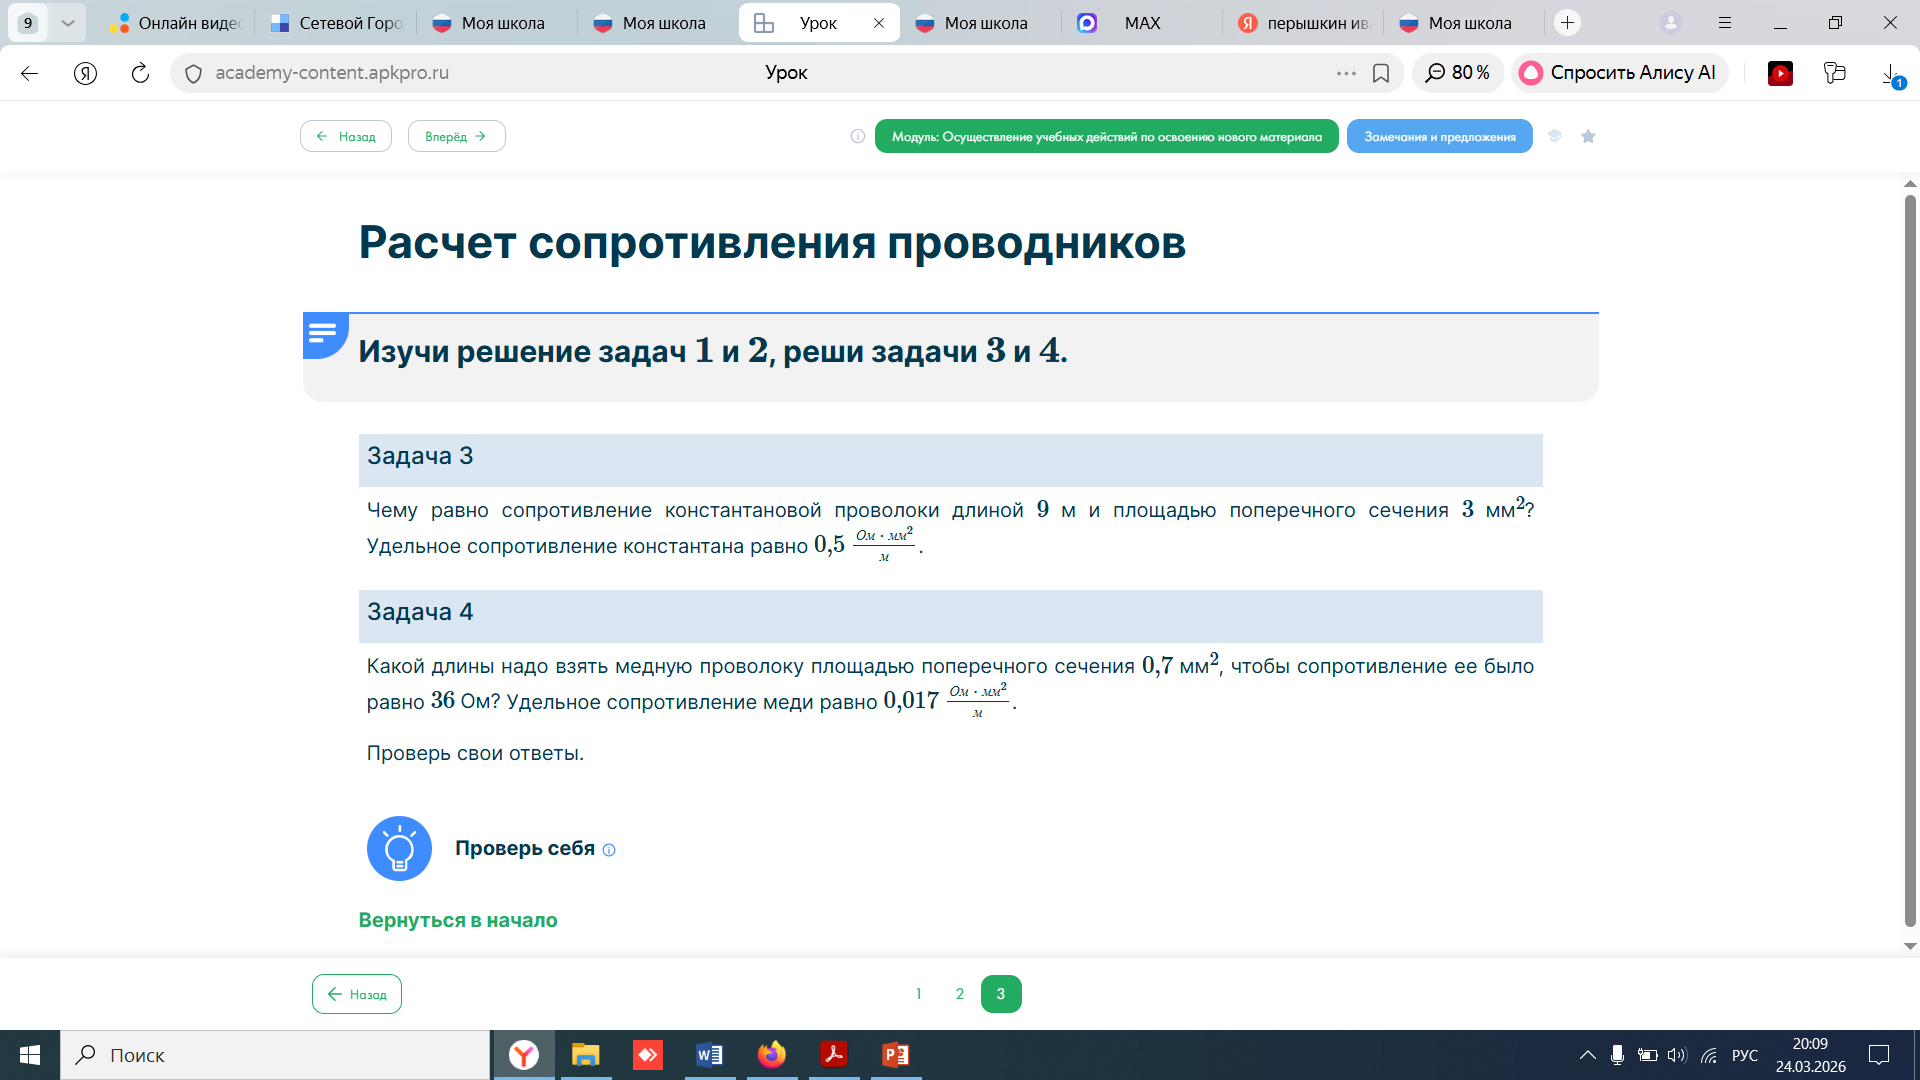 9
Онлайн видес
Сетевой Горо
Моя школа
Моя школа
Урок
Моя школа
MAX
перышкин ива
Моя школа
academy-content.apkpro.ru
Урок
80 %
Спросить Алису AI
1
Назад
Вперёд
Модуль: Осуществление учебных действий по освоению нового материала
Замечания и предложения
Расчет сопротивления проводников
Изучи решение задач 1 и 2, реши задачи 3 и 4.
Задача 3
Чему равно сопротивление константановой проволоки длиной 9 м и площадью поперечного сечения 3 мм²?
Удельное сопротивление константана равно 0,5 Ом · мм²/м.
Задача 4
Какой длины надо взять медную проволоку площадью поперечного сечения 0,7 мм², чтобы сопротивление ее было
равно 36 Ом? Удельное сопротивление меди равно 0,017 Ом · мм²/м.
Проверь свои ответы.
Проверь себя
Вернуться в начало
Назад
1 2 3
Поиск
РУС
20:09
24.03.2026